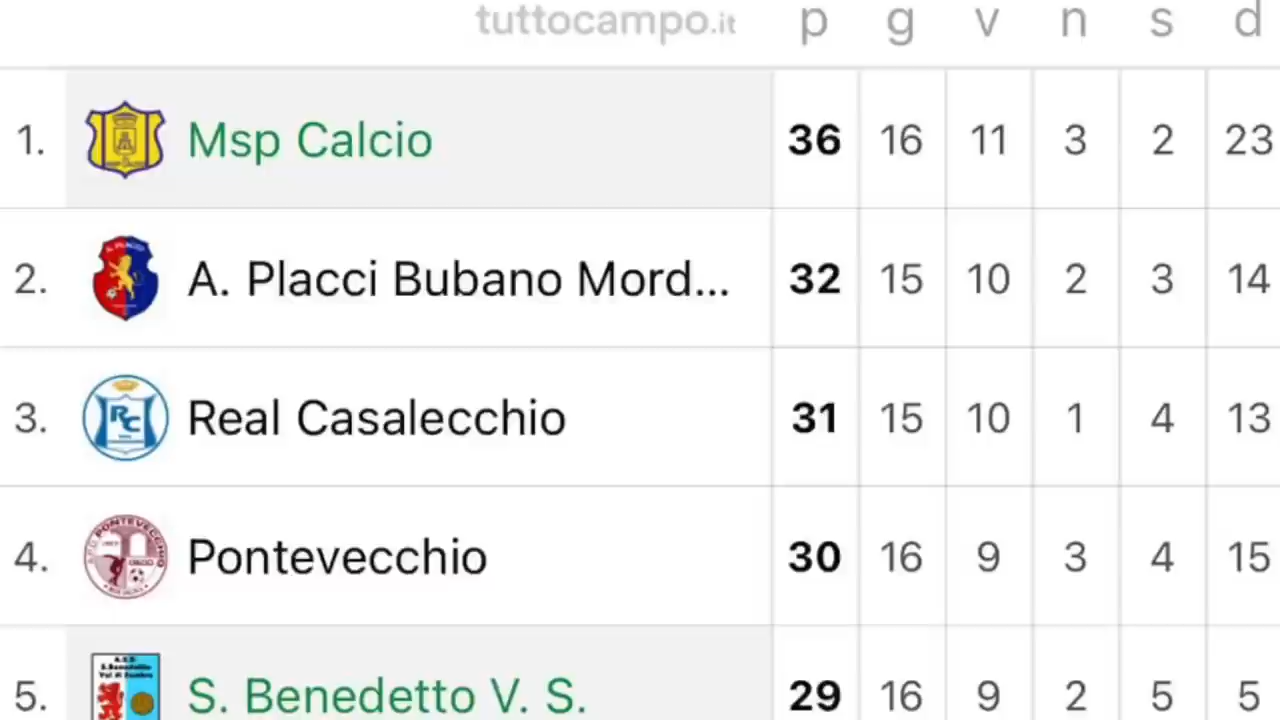 tuttocampo.it p g v n s d
1. Msp Calcio 36 16 11 3 2 23
2. A. Placci Bubano Mord... 32 15 10 2 3 14
3. RC Real Casalecchio 31 15 10 1 4 13
4. PONTEVECCHIO Pontevecchio 30 16 9 3 4 15
5. S. Benedetto V. S. 29 16 9 2 5 5